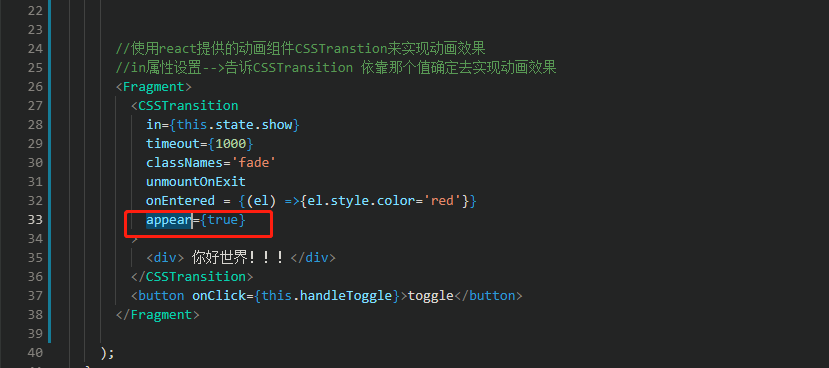 22
23
24 //使用react提供的动画组件CSSTranstion来实现动画效果
25 //in属性设置-->告诉CSSTransition 依靠那个值确定去实现动画效果
26 <Fragment>
27 <CSSTransition
28 in={this.state.show}
29 timeout={1000}
30 classNames='fade'
31 unmountOnExit
32 onEntered = {(el) =>{el.style.color='red'}}
33 appear={true}
34 >
35 <div> 你好世界！！！</div>
36 </CSSTransition>
37 <button onClick={this.handleToggle}>toggle</button>
38 </Fragment>
39
40 );